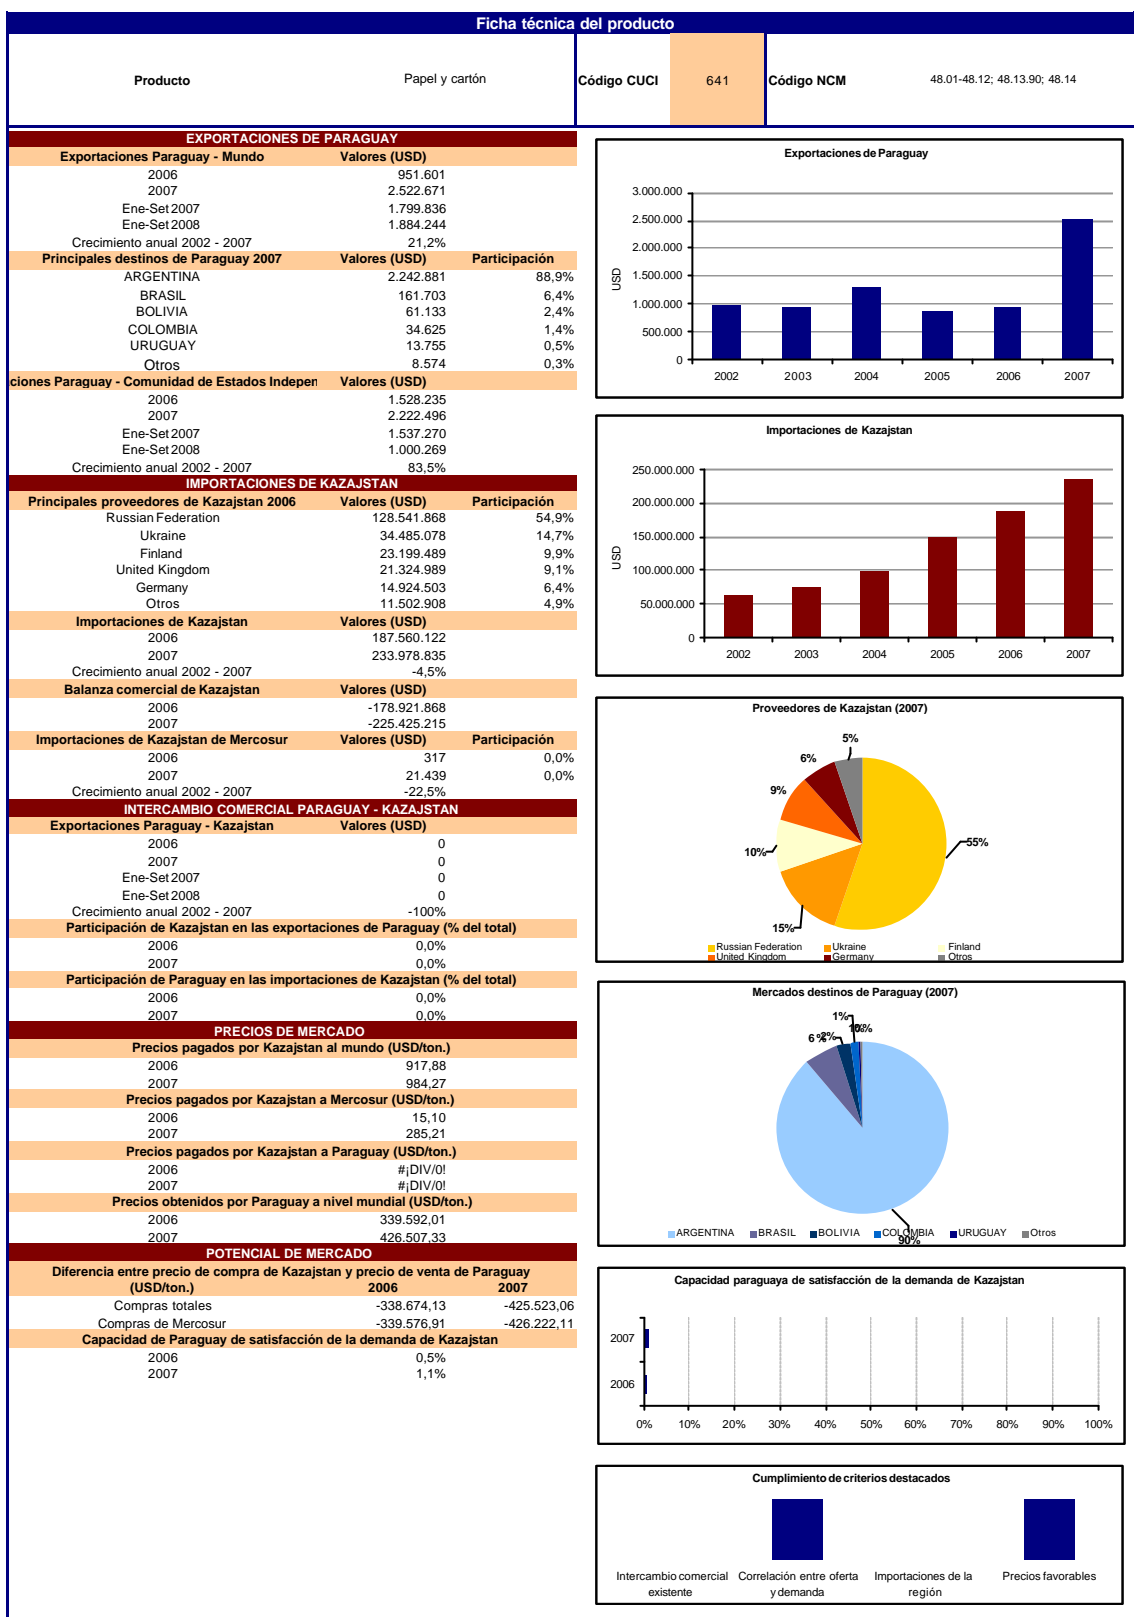 Ficha técnica del producto
Producto Papel y cartón Código CUCI 641 Código NCM 48.01-48.12; 48.13.90; 48.14
EXPORTACIONES DE PARAGUAY
Exportaciones Paraguay - Mundo Valores (USD)
2006 951.601
2007 2.522.671
Ene-Set 2007 1.799.836
Ene-Set 2008 1.884.244
Crecimiento anual 2002 - 2007 21,2%
Principales destinos de Paraguay 2007 Valores (USD) Participación
ARGENTINA 2.242.881 88,9%
BRASIL 161.703 6,4%
BOLIVIA 61.133 2,4%
COLOMBIA 34.625 1,4%
URUGUAY 13.755 0,5%
Otros 8.574 0,3%
ciones Paraguay - Comunidad de Estados Indepen Valores (USD)
2006 1.528.235
2007 2.222.496
Ene-Set 2007 1.537.270
Ene-Set 2008 1.000.269
Crecimiento anual 2002 - 2007 83,5%
IMPORTACIONES DE KAZAJSTAN
Principales proveedores de Kazajstan 2006 Valores (USD) Participación
Russian Federation 128.541.868 54,9%
Ukraine 34.485.078 14,7%
Finland 23.199.489 9,9%
United Kingdom 21.324.989 9,1%
Germany 14.924.503 6,4%
Otros 11.502.908 4,9%
Importaciones de Kazajstan Valores (USD)
2006 187.560.122
2007 233.978.835
Crecimiento anual 2002 - 2007 -4,5%
Balanza comercial de Kazajstan Valores (USD)
2006 -178.921.868
2007 -225.425.215
Importaciones de Kazajstan de Mercosur Valores (USD) Participación
2006 317 0,0%
2007 21.439 0,0%
Crecimiento anual 2002 - 2007 -22,5%
INTERCAMBIO COMERCIAL PARAGUAY - KAZAJSTAN
Exportaciones Paraguay - Kazajstan Valores (USD)
2006 0
2007 0
Ene-Set 2007 0
Ene-Set 2008 0
Crecimiento anual 2002 - 2007 -100%
Participación de Kazajstan en las exportaciones de Paraguay (% del total)
2006 0,0%
2007 0,0%
Participación de Paraguay en las importaciones de Kazajstan (% del total)
2006 0,0%
2007 0,0%
PRECIOS DE MERCADO
Precios pagados por Kazajstan al mundo (USD/ton.)
2006 917,88
2007 984,27
Precios pagados por Kazajstan a Mercosur (USD/ton.)
2006 15,10
2007 285,21
Precios pagados por Kazajstan a Paraguay (USD/ton.)
2006 #¡DIV/0!
2007 #¡DIV/0!
Precios obtenidos por Paraguay a nivel mundial (USD/ton.)
2006 339.592,01
2007 426.507,33
POTENCIAL DE MERCADO
Diferencia entre precio de compra de Kazajstan y precio de venta de Paraguay
(USD/ton.) 2006 2007
Compras totales -338.674,13 -425.523,06
Compras de Mercosur -339.576,91 -426.222,11
Capacidad de Paraguay de satisfacción de la demanda de Kazajstan
2006 0,5%
2007 1,1%
Exportaciones de Paraguay
USD
3.000.000
2.500.000
2.000.000
1.500.000
1.000.000
500.000
0
2002 2003 2004 2005 2006 2007
Importaciones de Kazajstan
USD
250.000.000
200.000.000
150.000.000
100.000.000
50.000.000
0
2002 2003 2004 2005 2006 2007
Proveedores de Kazajstan (2007)
5%
6%
9%
10%
55%
15%
Russian Federation Ukraine Finland
United Kingdom Germany Otros
Mercados destinos de Paraguay (2007)
1%
6% 2% 1% 0%
ARGENTINA BRASIL BOLIVIA COLOMBIA URUGUAY Otros
90%
Capacidad paraguaya de satisfacción de la demanda de Kazajstan
2007
2006
0% 10% 20% 30% 40% 50% 60% 70% 80% 90% 100%
Cumplimiento de criterios destacados
Intercambio comercial existente
Correlación entre oferta y demanda
Importaciones de la región
Precios favorables